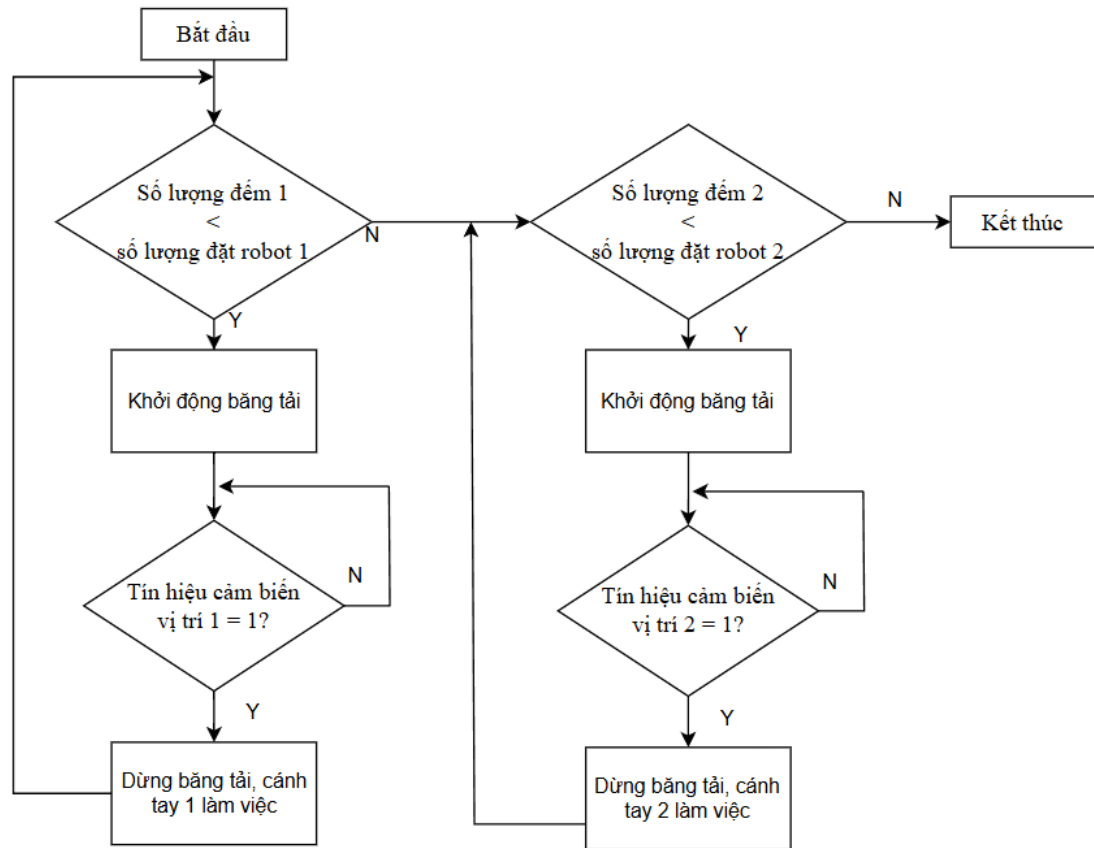 Bắt đầu
Số lượng đếm 1
<
số lượng đặt robot 1
N
Y
Khởi động băng tải
Tín hiệu cảm biến
vị trí 1 = 1?
N
Y
Dừng băng tải, cánh
tay 1 làm việc
Số lượng đếm 2
<
số lượng đặt robot 2
N
Kết thúc
Y
Khởi động băng tải
Tín hiệu cảm biến
vị trí 2 = 1?
N
Y
Dừng băng tải, cánh
tay 2 làm việc